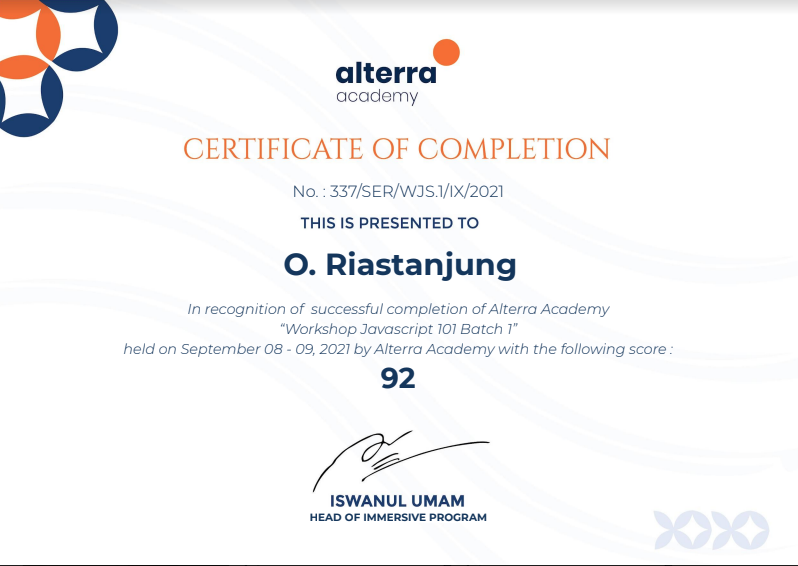 alterra
academy
CERTIFICATE OF COMPLETION
No. : 337/SER/WJS.1/IX/2021
THIS IS PRESENTED TO
O. Riastanjung
In recognition of successful completion of Alterra Academy
“Workshop Javascript 101 Batch 1”
held on September 08 - 09, 2021 by Alterra Academy with the following score :
92
ISWANUL UMAM
HEAD OF IMMERSIVE PROGRAM